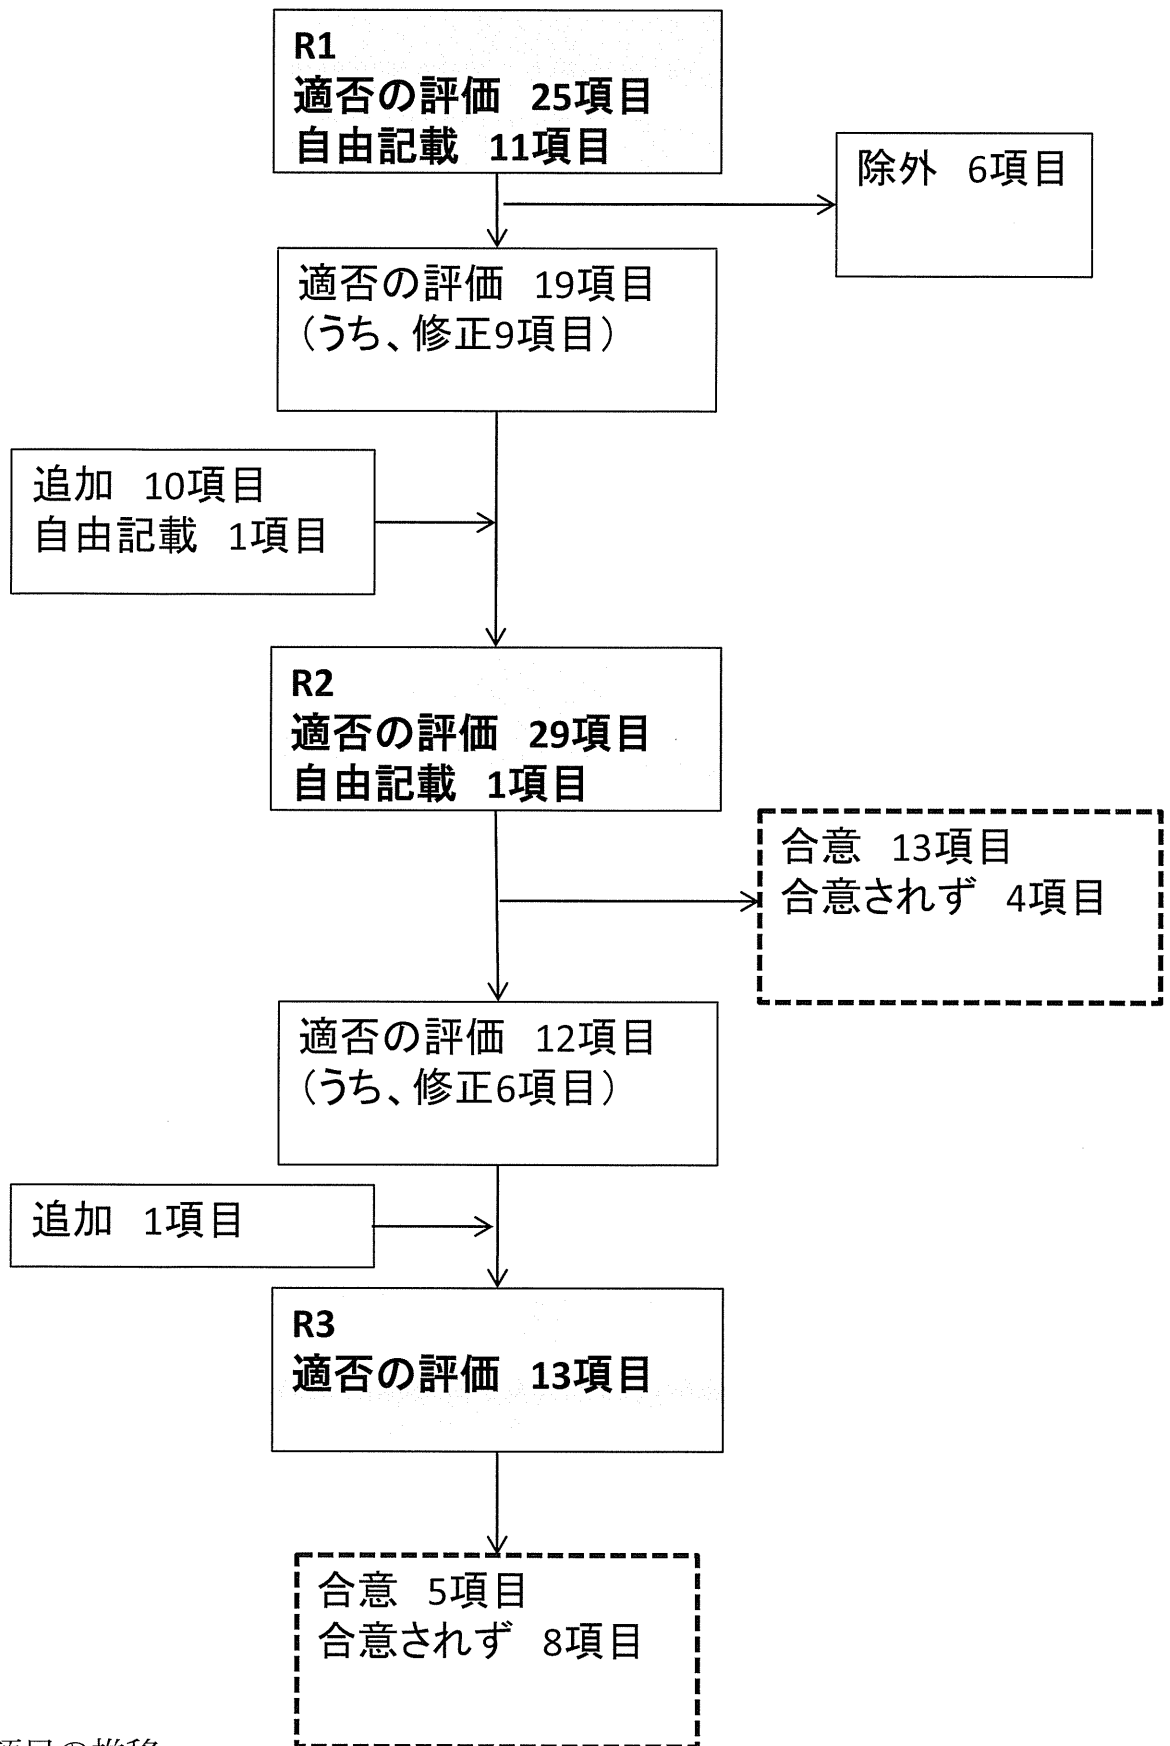 R1
適否の評価　25項目
自由記載　11項目
除外　6項目
適否の評価　19項目
（うち、修正9項目）
追加　10項目
自由記載　1項目
R2
適否の評価　29項目
自由記載　1項目
合意　13項目
合意されず　4項目
適否の評価　12項目
（うち、修正6項目）
追加　1項目
R3
適否の評価　13項目
合意　5項目
合意されず　8項目